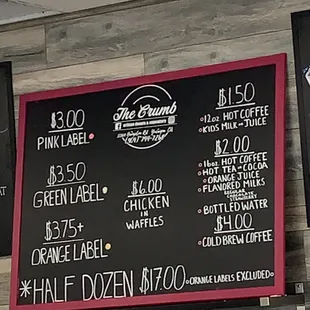 The Crumb
$3.00
PINK LABEL
$3.50
GREEN LABEL
$3.75+
ORANGE LABEL
$6.00
CHICKEN
IN
WAFFLES
$1.50
12oz. HOT COFFEE
KIDS MILK OR JUICE
$2.00
16oz HOT COFFEE
HOT TEA COCOA
ORANGE JUICE
FLAVORED MILKS
BOTTLED WATER
$4.00
COLD BREW COFFEE
*HALF DOZEN $17.00 ORANGE LABELS EXCLUDED